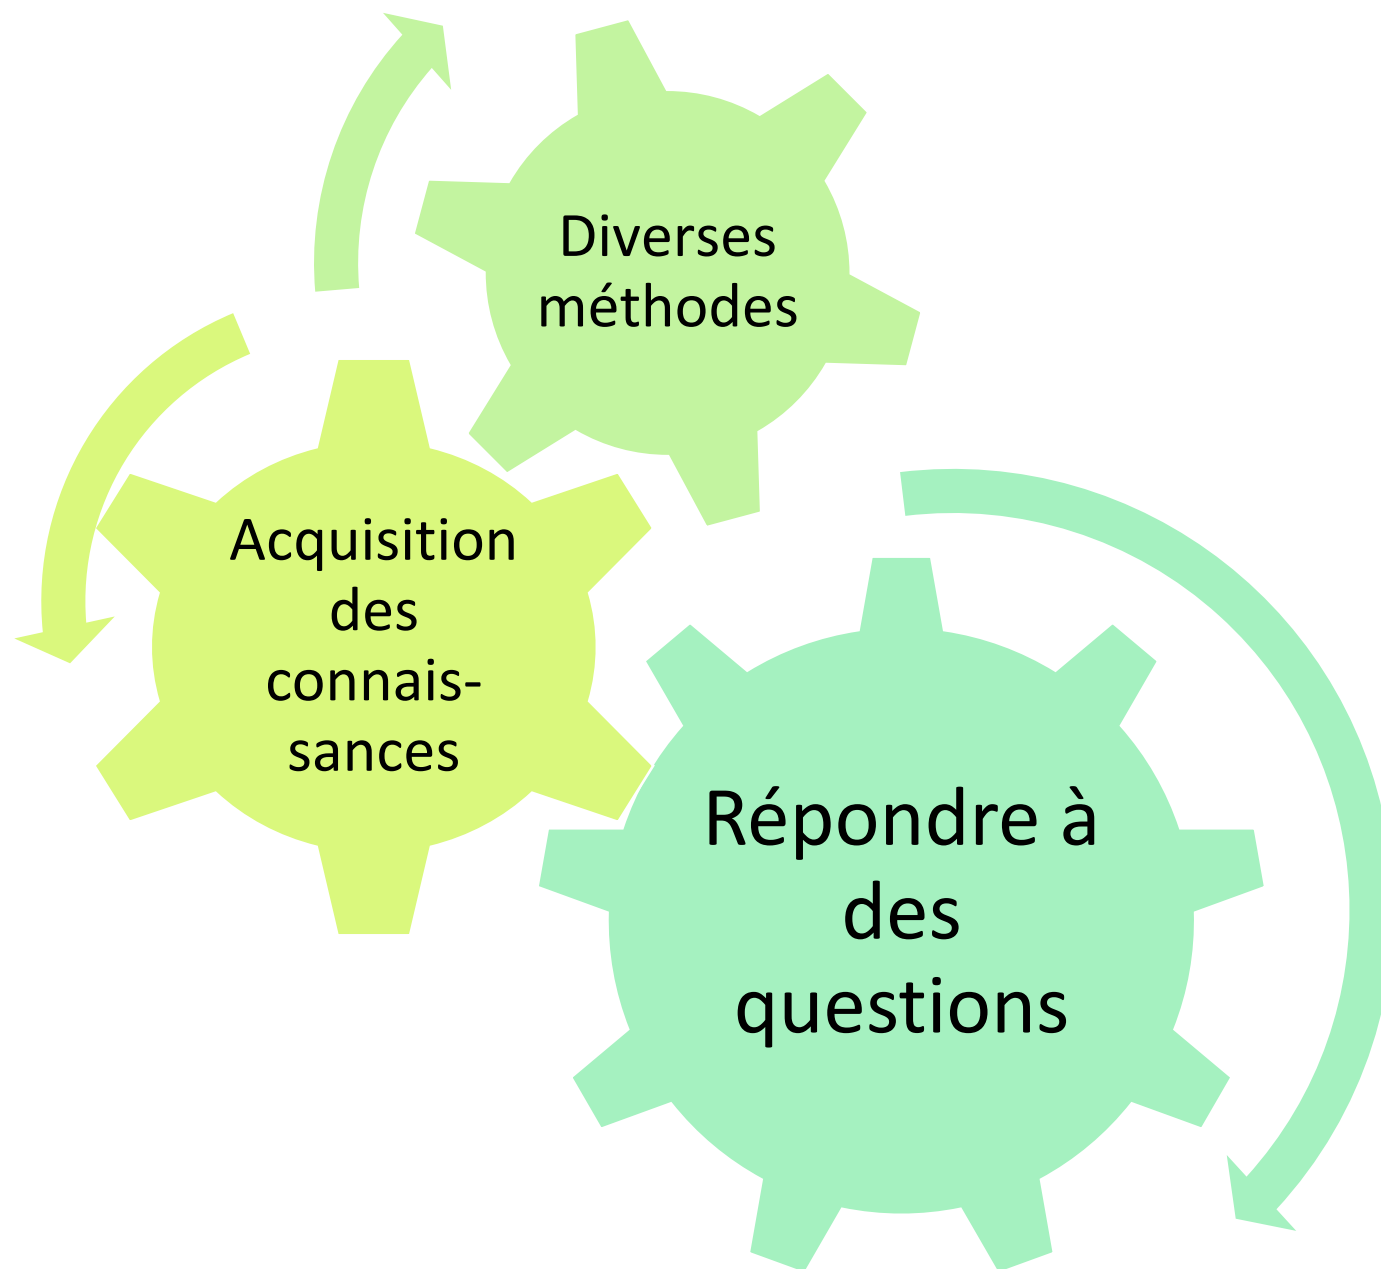 Diverses
méthodes
Acquisition
des
connais-
sances
Répondre à
des
questions